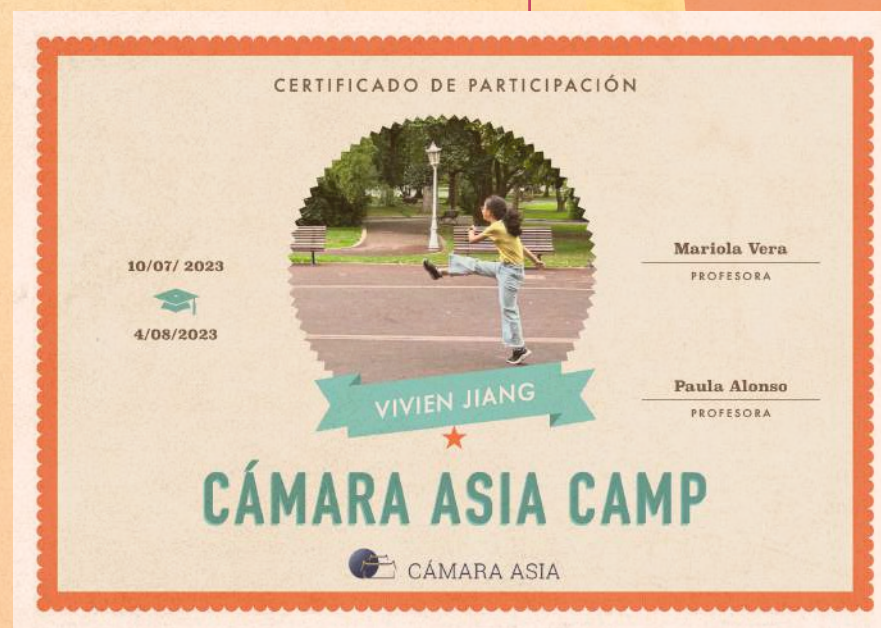 CERTIFICADO DE PARTICIPACIÓN
10/07/ 2023
4/08/2023
Mariola Vera
PROFESORA
Paula Alonso
PROFESORA
VIVIEN JIANG
CÁMARA ASIA CAMP
CÁMARA ASIA